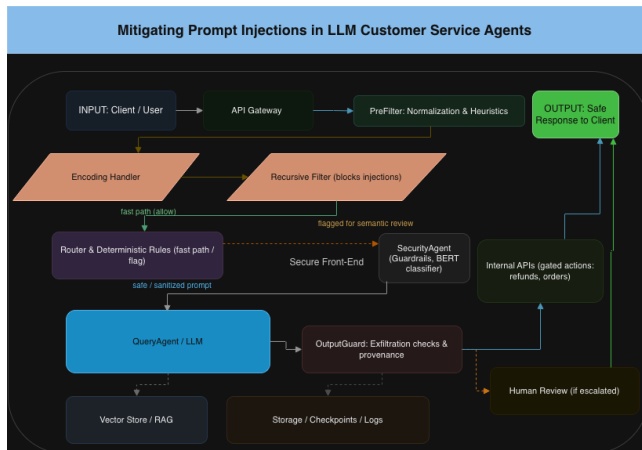 Mitigating Prompt Injections in LLM Customer Service Agents
INPUT: Client / User
API Gateway
PreFilter: Normalization & Heuristics
OUTPUT: Safe
Response to Client
Encoding Handler
Recursive Filter (blocks injections)
fast path (allow)
flagged for semantic review
Router & Deterministic Rules (fast path /
flag)
Secure Front-End
SecurityAgent
(Guardrails, BERT
classifier)
Internal APIs (gated actions:
refunds, orders)
safe / sanitized prompt
QueryAgent / LLM
OutputGuard: Exfiltration checks &
provenance
Human Review (if escalated)
Vector Store / RAG
Storage / Checkpoints / Logs